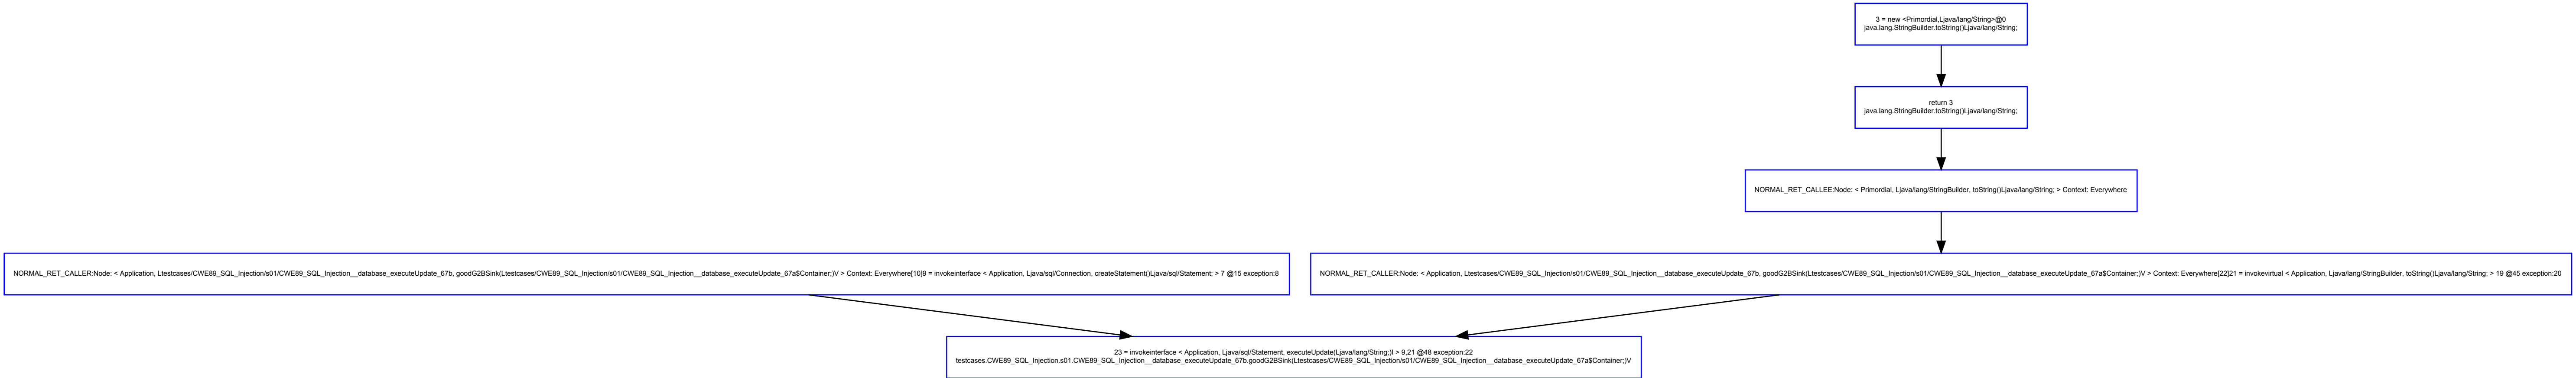 3 = new <Primordial,Ljava/lang/String>@0
java.lang.StringBuilder.toString()Ljava/lang/String;
return 3
java.lang.StringBuilder.toString()Ljava/lang/String;
NORMAL_RET_CALLEE:Node: < Primordial, Ljava/lang/StringBuilder, toString()Ljava/lang/String; > Context: Everywhere
NORMAL_RET_CALLER:Node: < Application, Ltestcases/CWE89_SQL_Injection/s01/CWE89_SQL_Injection__database_executeUpdate_67b, goodG2BSink(Ltestcases/CWE89_SQL_Injection/s01/CWE89_SQL_Injection__database_executeUpdate_67a$Container;)V > Context: Everywhere[10]9 = invokeinterface < Application, Ljava/sql/Connection, createStatement()Ljava/sql/Statement; > 7 @15 exception:8
NORMAL_RET_CALLER:Node: < Application, Ltestcases/CWE89_SQL_Injection/s01/CWE89_SQL_Injection__database_executeUpdate_67b, goodG2BSink(Ltestcases/CWE89_SQL_Injection/s01/CWE89_SQL_Injection__database_executeUpdate_67a$Container;)V > Context: Everywhere[22]21 = invokevirtual < Application, Ljava/lang/StringBuilder, toString()Ljava/lang/String; > 19 @45 exception:20
23 = invokeinterface < Application, Ljava/sql/Statement, executeUpdate(Ljava/lang/String;)I > 9,21 @48 exception:22
testcases.CWE89_SQL_Injection.s01.CWE89_SQL_Injection__database_executeUpdate_67b.goodG2BSink(Ltestcases/CWE89_SQL_Injection/s01/CWE89_SQL_Injection__database_executeUpdate_67a$Container;)V